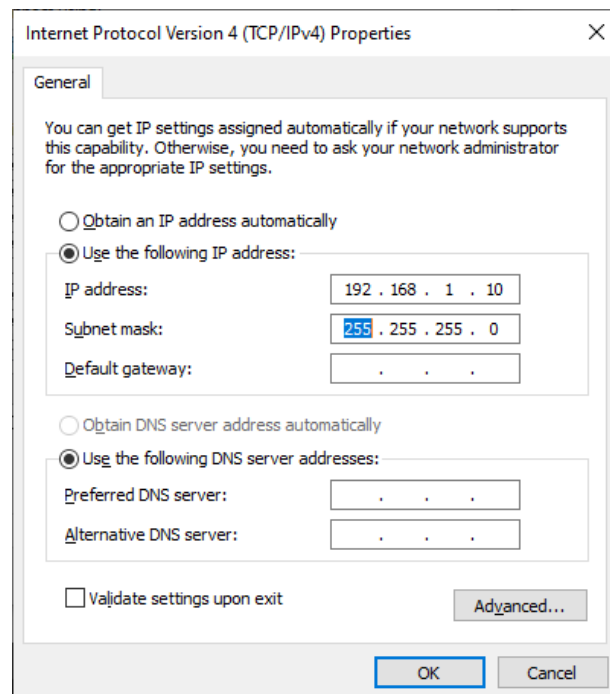 Internet Protocol Version 4 (TCP/IPv4) Properties
General
You can get IP settings assigned automatically if your network supports
this capability. Otherwise, you need to ask your network administrator
for the appropriate IP settings.
Obtain an IP address automatically
Use the following IP address:
IP address: 192 . 168 . 1 . 10
Subnet mask: 255 . 255 . 255 . 0
Default gateway: . . .
Obtain DNS server address automatically
Use the following DNS server addresses:
Preferred DNS server: . . .
Alternative DNS server: . . .
Validate settings upon exit
Advanced...
OK Cancel